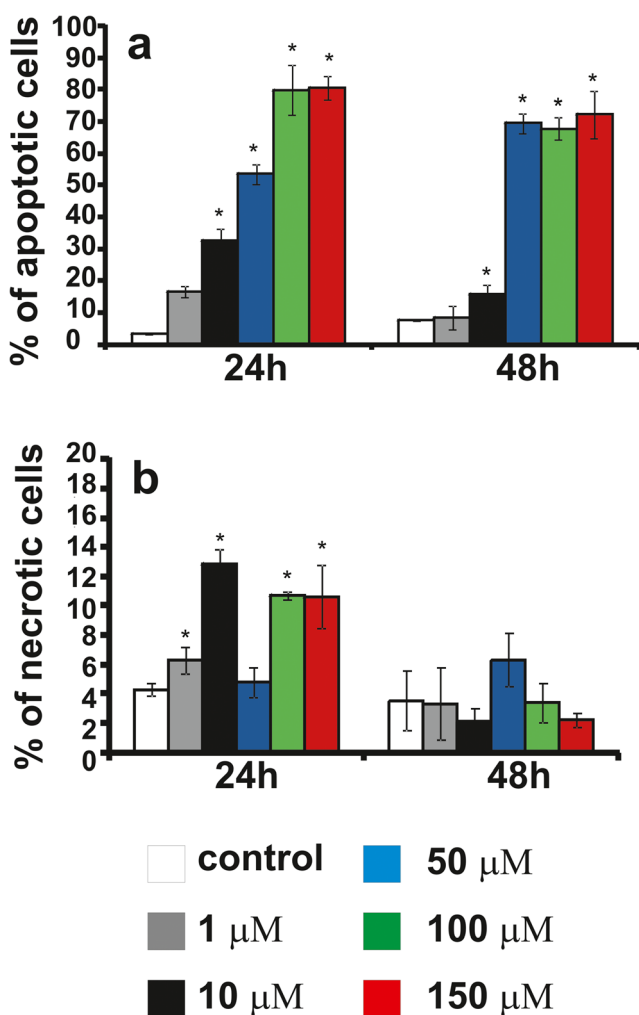 a
% of apoptotic cells
100
90
80
70
60
50
40
30
20
10
0
* * * * * * * *
24h 48h
b
% of necrotic cells
20
18
16
14
12
10
8
6
4
2
0
* * * *
24h 48h
control 50 μM
1 μM 100 μM
10 μM 150 μM